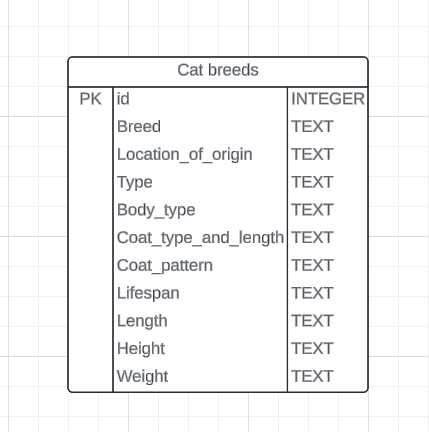 Cat breeds
PK id INTEGER
Breed TEXT
Location_of_origin TEXT
Type TEXT
Body_type TEXT
Coat_type_and_length TEXT
Coat_pattern TEXT
Lifespan TEXT
Length TEXT
Height TEXT
Weight TEXT